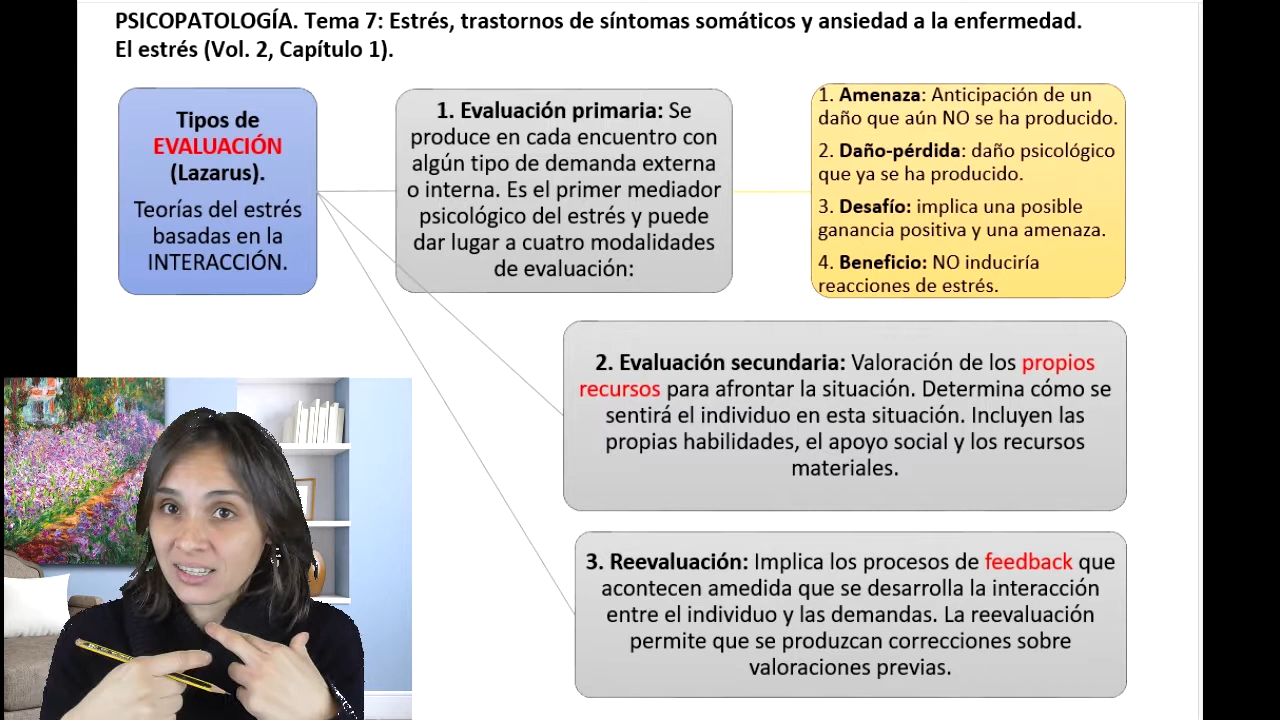 PSICOPATOLOGÍA. Tema 7: Estrés, trastornos de síntomas somáticos y ansiedad a la enfermedad.
El estrés (Vol. 2, Capítulo 1).
Tipos de
EVALUACIÓN
(Lazarus).
Teorías del estrés
basadas en la
INTERACCIÓN.
1. Evaluación primaria: Se
produce en cada encuentro con
algún tipo de demanda externa
o interna. Es el primer mediador
psicológico del estrés y puede
dar lugar a cuatro modalidades
de evaluación:
1. Amenaza: Anticipación de un
daño que aún NO se ha producido.
2. Daño-pérdida: daño psicológico
que ya se ha producido.
3. Desafío: implica una posible
ganancia positiva y una amenaza.
4. Beneficio: NO induciría
reacciones de estrés.
2. Evaluación secundaria: Valoración de los propios
recursos para afrontar la situación. Determina cómo se
sentirá el individuo en esta situación. Incluyen las
propias habilidades, el apoyo social y los recursos
materiales.
3. Reevaluación: Implica los procesos de feedback que
acontecen amedida que se desarrolla la interacción
entre el individuo y las demandas. La reevaluación
permite que se produzcan correcciones sobre
valoraciones previas.